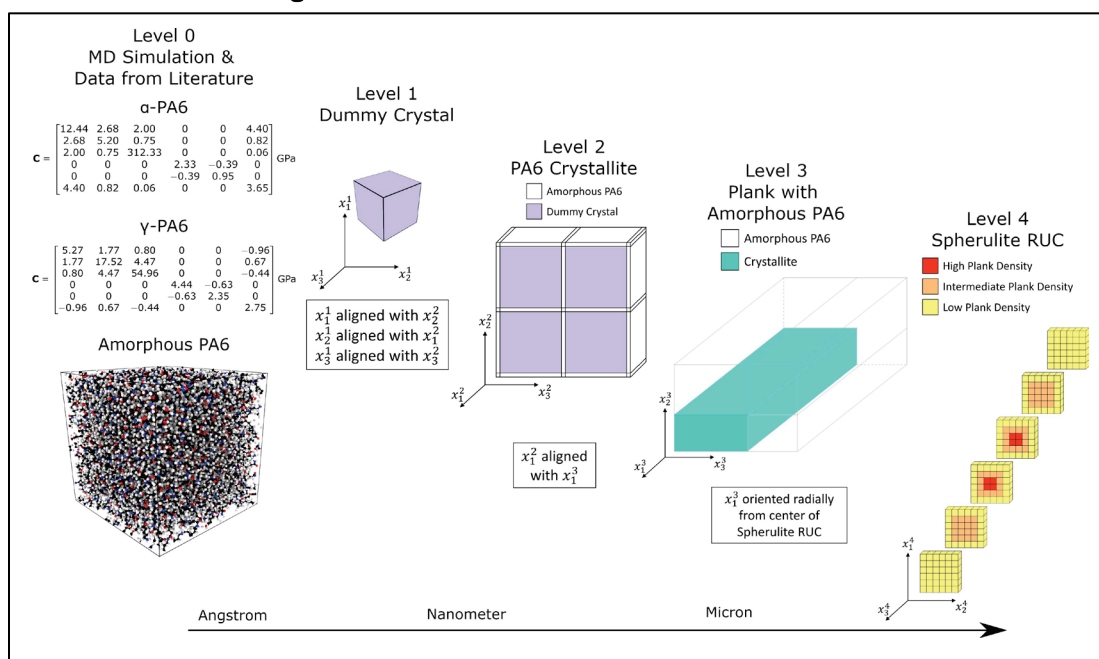 Level 0
MD Simulation &
Data from Literature
α-PA6
C = [12.44 2.68 2.00 0 0 4.40
2.68 5.20 0.75 0 0 0.82
2.00 0.75 312.33 0 0 0.06
0 0 0 2.33 −0.39 0
0 0 0 −0.39 0.95 0
4.40 0.82 0.06 0 0 3.65] GPa
γ-PA6
C = [5.27 1.77 0.80 0 0 −0.96
1.77 17.52 4.47 0 0 0.67
0.80 4.47 54.96 0 0 −0.44
0 0 0 4.44 −0.63 0
0 0 0 −0.63 2.35 0
−0.96 0.67 −0.44 0 0 2.75] GPa
Amorphous PA6
Level 1
Dummy Crystal
x₁¹
x₃¹ x₂¹
x₁¹ aligned with x₂²
x₂¹ aligned with x₁²
x₃¹ aligned with x₃²
Level 2
PA6 Crystallite
Amorphous PA6
Dummy Crystal
x₂²
x₁² x₃²
x₁² aligned
with x₁³
Level 3
Plank with
Amorphous PA6
Amorphous PA6
Crystallite
x₂³
x₁³ x₃³
x₁³ oriented radially
from center of
Spherulite RUC
Level 4
Spherulite RUC
High Plank Density
Intermediate Plank Density
Low Plank Density
x₁⁴
x₃⁴ x₂⁴
Angstrom Nanometer Micron